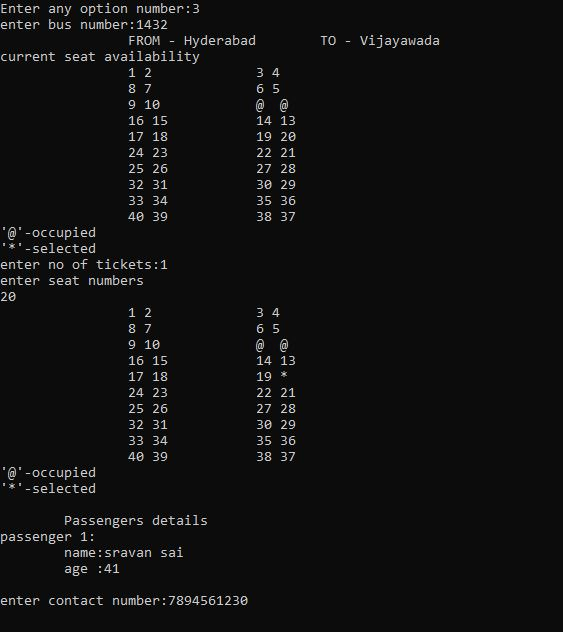 Enter any option number:3
enter bus number:1432
FROM - Hyderabad TO - Vijayawada
current seat availability
1 2 3 4
8 7 6 5
9 10 @ @
16 15 14 13
17 18 19 20
24 23 22 21
25 26 27 28
32 31 30 29
33 34 35 36
40 39 38 37
'@'-occupied
'*'-selected
enter no of tickets:1
enter seat numbers
20
1 2 3 4
8 7 6 5
9 10 @ @
16 15 14 13
17 18 19 *
24 23 22 21
25 26 27 28
32 31 30 29
33 34 35 36
40 39 38 37
'@'-occupied
'*'-selected
Passengers details
passenger 1:
name:sravan sai
age :41
enter contact number:7894561230